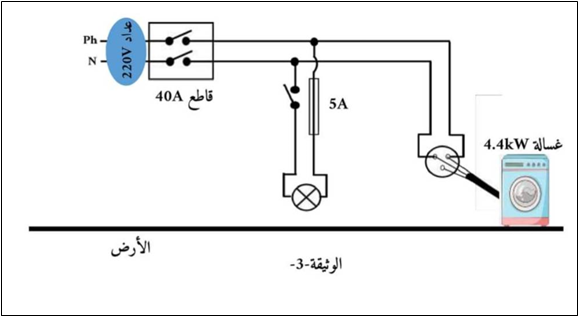 Ph
N
عداد 220V
قاطع 40A
5A
غسالة 4.4kW
الأرض
الوثيقة-3-